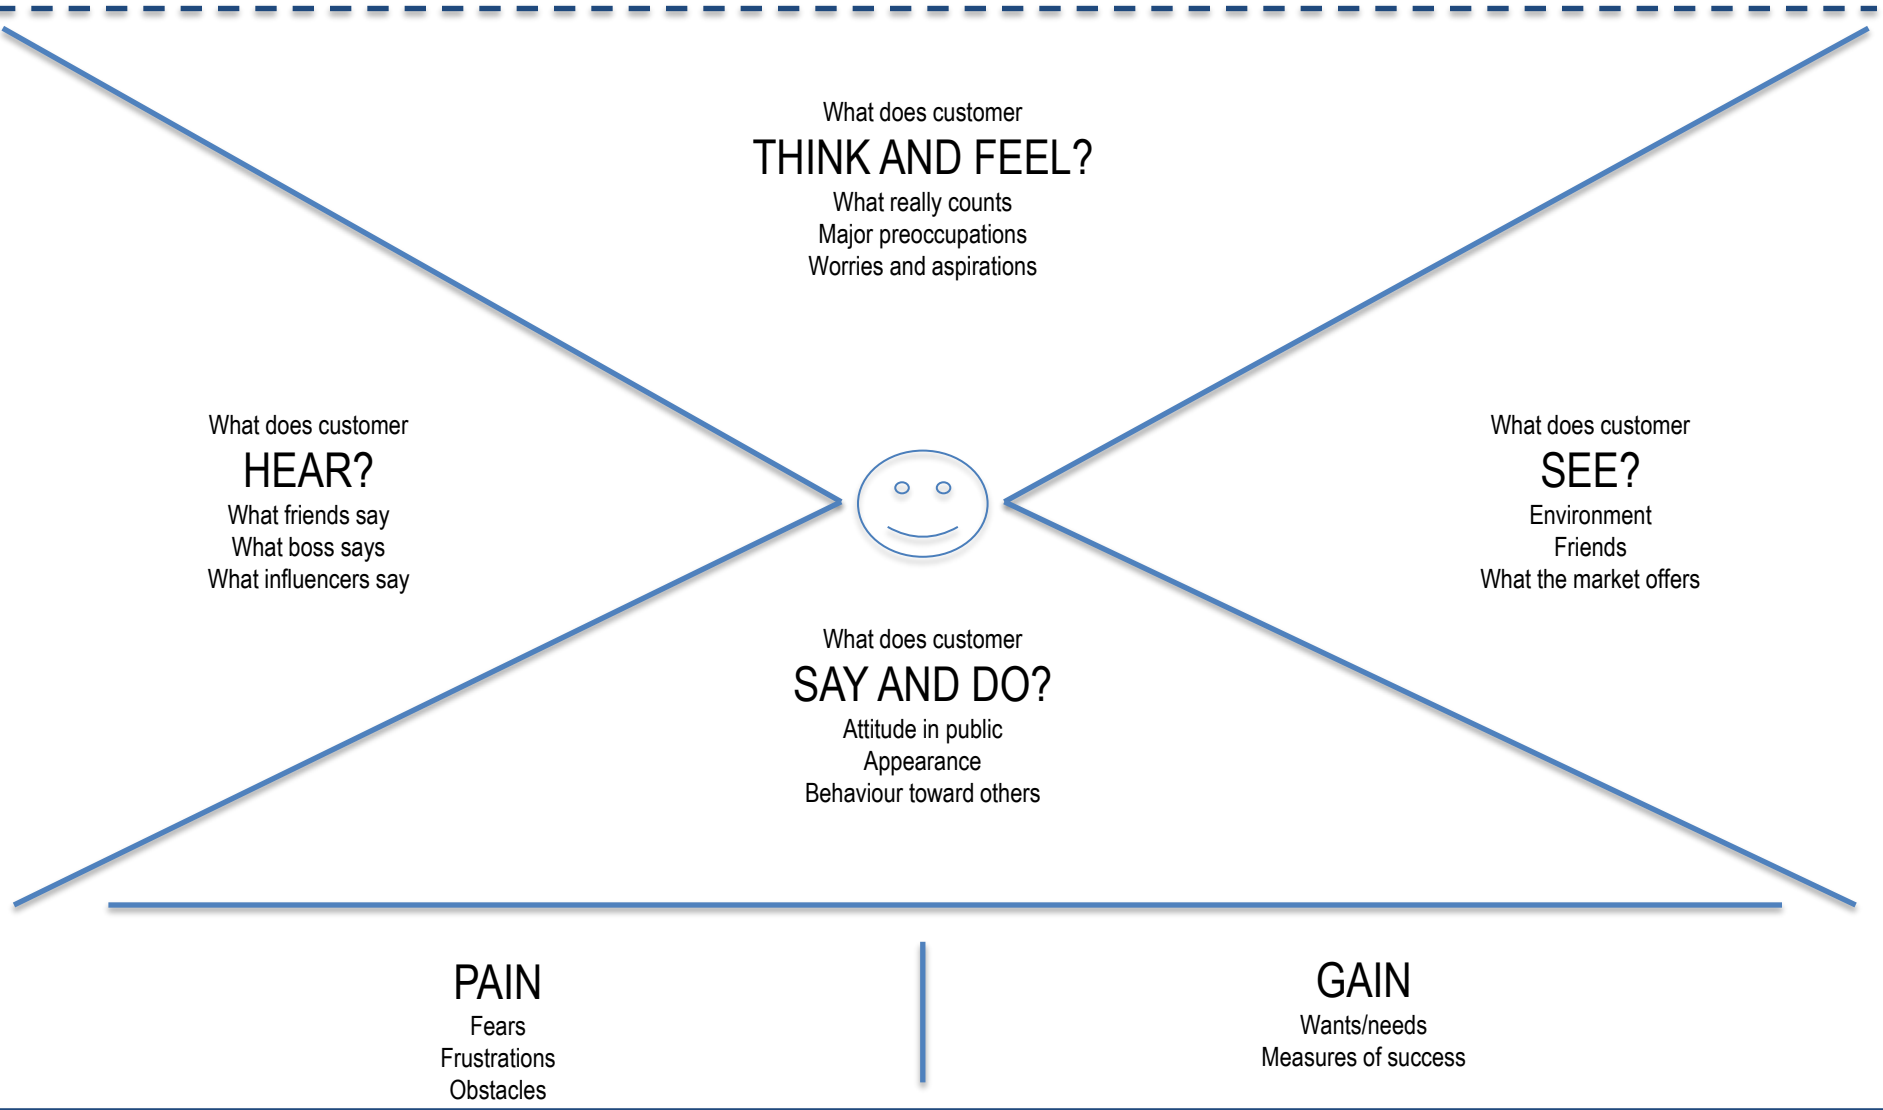 What does customer
THINK AND FEEL?
What really counts
Major preoccupations
Worries and aspirations
What does customer
HEAR?
What friends say
What boss says
What influencers say
What does customer
SEE?
Environment
Friends
What the market offers
What does customer
SAY AND DO?
Attitude in public
Appearance
Behaviour toward others
PAIN
Fears
Frustrations
Obstacles
GAIN
Wants/needs
Measures of success